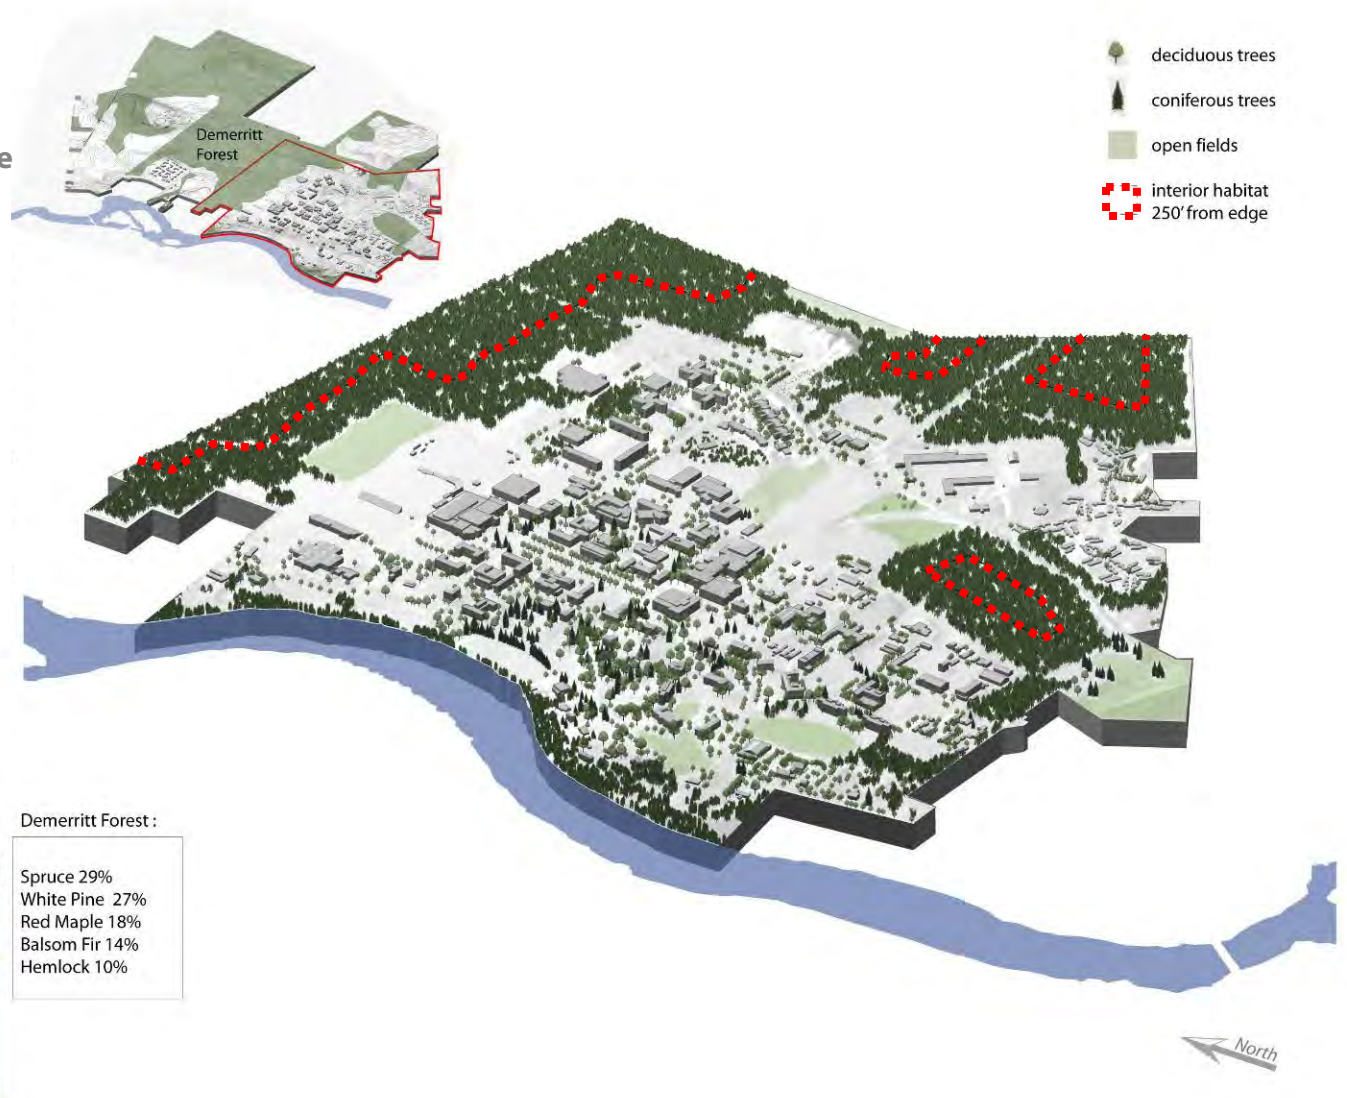 e
Demerritt
Forest
deciduous trees
coniferous trees
open fields
interior habitat
250' from edge
Demerritt Forest :
Spruce 29%
White Pine 27%
Red Maple 18%
Balsom Fir 14%
Hemlock 10%
North